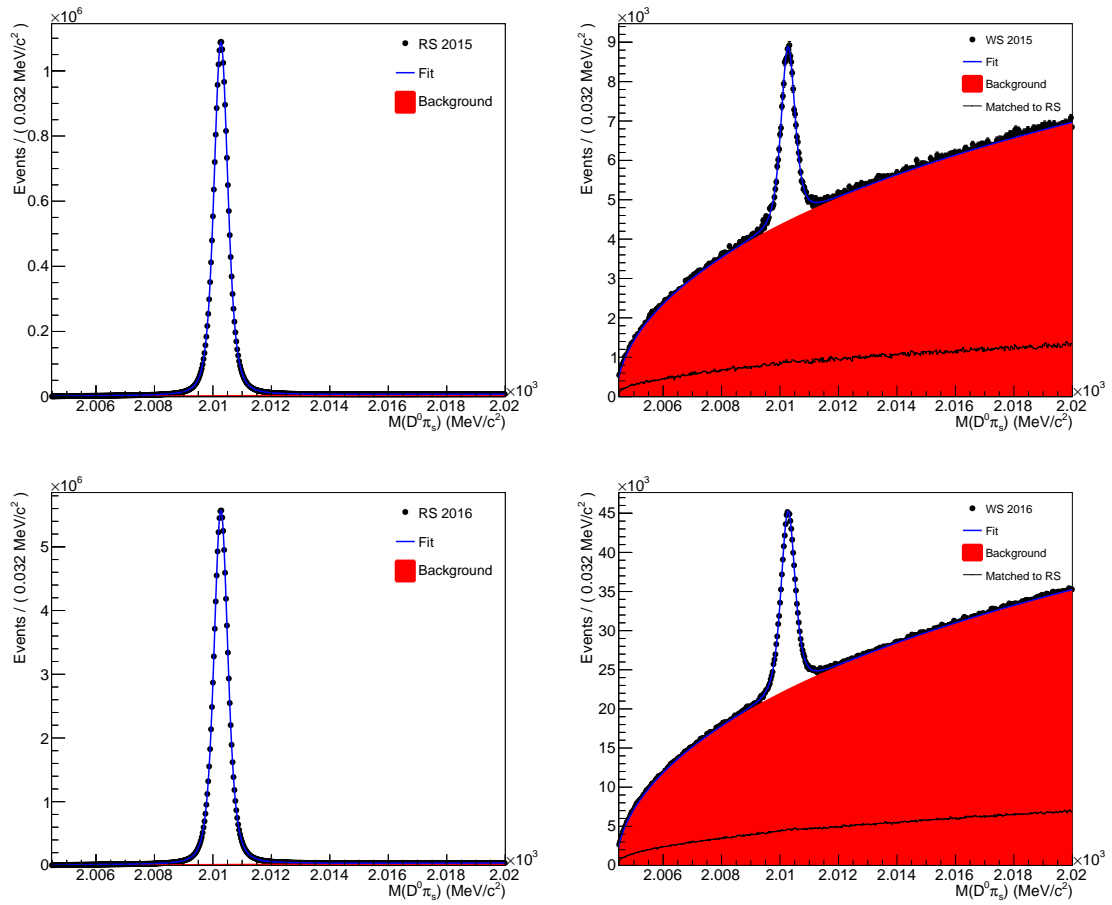 ×10⁶
Events / ( 0.032 MeV/c² )
1
0.8
0.6
0.4
0.2
0
RS 2015
Fit
Background
2.006 2.008 2.01 2.012 2.014 2.016 2.018 2.02
×10³
M(D⁰πₛ) (MeV/c²)
×10³
Events / ( 0.032 MeV/c² )
9
8
7
6
5
4
3
2
1
0
WS 2015
Fit
Background
Matched to RS
2.006 2.008 2.01 2.012 2.014 2.016 2.018 2.02
×10³
M(D⁰πₛ) (MeV/c²)
×10⁶
Events / ( 0.032 MeV/c² )
5
4
3
2
1
0
RS 2016
Fit
Background
2.006 2.008 2.01 2.012 2.014 2.016 2.018 2.02
×10³
M(D⁰πₛ) (MeV/c²)
×10³
Events / ( 0.032 MeV/c² )
45
40
35
30
25
20
15
10
5
0
WS 2016
Fit
Background
Matched to RS
2.006 2.008 2.01 2.012 2.014 2.016 2.018 2.02
×10³
M(D⁰πₛ) (MeV/c²)